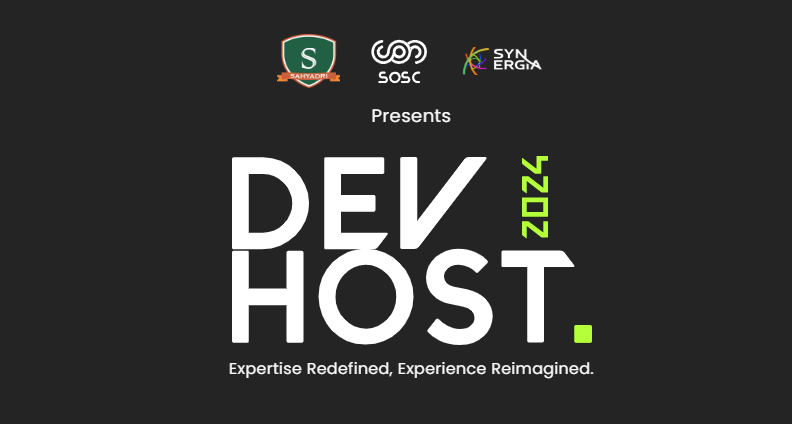 S
SAHYADRI
SOSC
SYN
ERGIA
Presents
DEV
2024
HOST.
Expertise Redefined, Experience Reimagined.